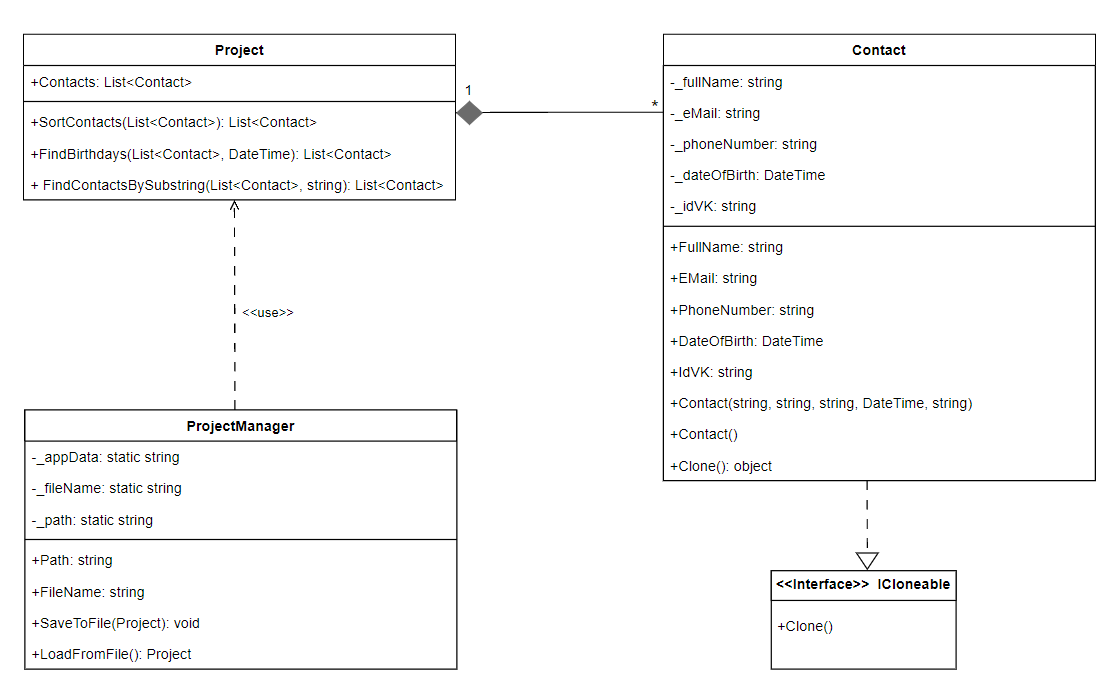 Project
+Contacts: List<Contact>
+SortContacts(List<Contact>): List<Contact>
+FindBirthdays(List<Contact>, DateTime): List<Contact>
+ FindContactsBySubstring(List<Contact>, string): List<Contact>
1
*
Contact
-_fullName: string
-_eMail: string
-_phoneNumber: string
-_dateOfBirth: DateTime
-_idVK: string
+FullName: string
+EMail: string
+PhoneNumber: string
+DateOfBirth: DateTime
+IdVK: string
+Contact(string, string, string, DateTime, string)
+Contact()
+Clone(): object
<<use>>
ProjectManager
-_appData: static string
-_fileName: static string
-_path: static string
+Path: string
+FileName: string
+SaveToFile(Project): void
+LoadFromFile(): Project
<<Interface>> ICloneable
+Clone()